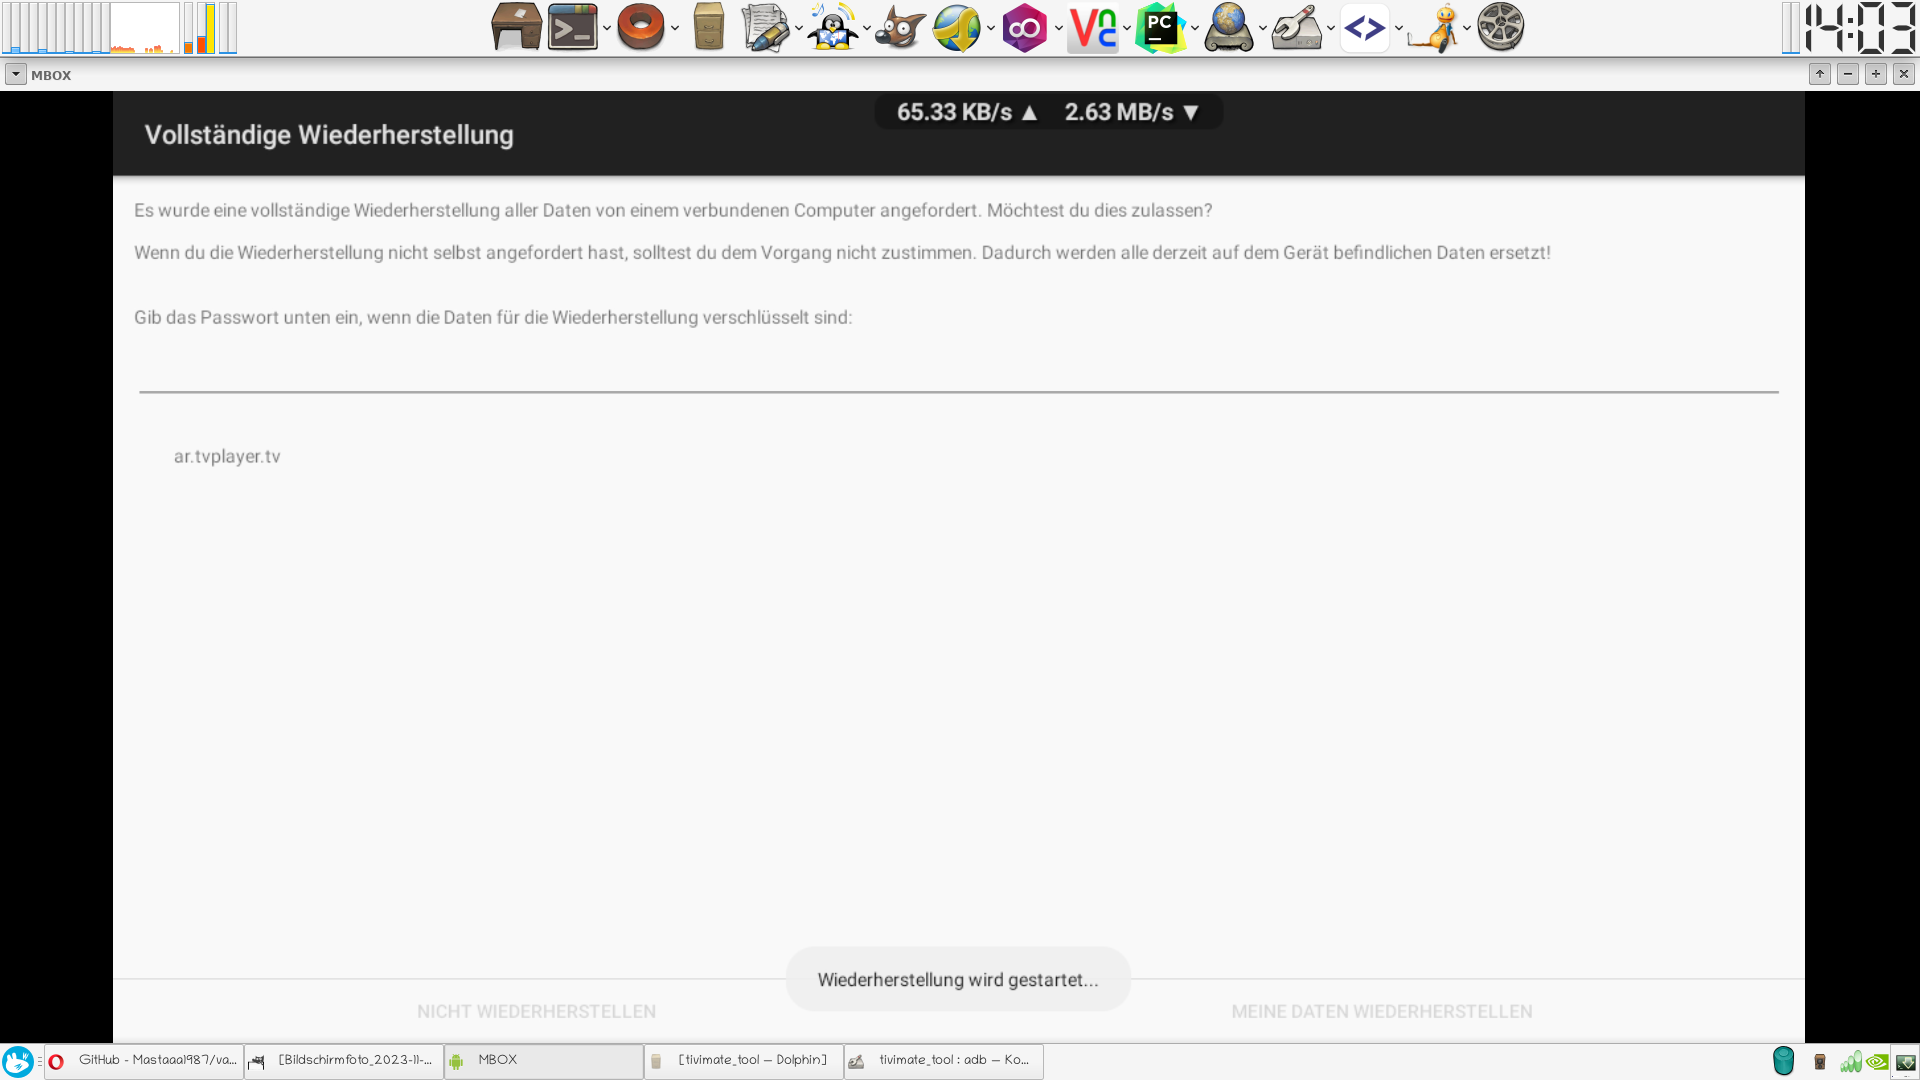 14:03
MBOX
65.33 KB/s ▲ 2.63 MB/s ▼
Vollständige Wiederherstellung
Es wurde eine vollständige Wiederherstellung aller Daten von einem verbundenen Computer angefordert. Möchtest du dies zulassen?
Wenn du die Wiederherstellung nicht selbst angefordert hast, solltest du dem Vorgang nicht zustimmen. Dadurch werden alle derzeit auf dem Gerät befindlichen Daten ersetzt!
Gib das Passwort unten ein, wenn die Daten für die Wiederherstellung verschlüsselt sind:
ar.tvplayer.tv
Wiederherstellung wird gestartet...
NICHT WIEDERHERSTELLEN
MEINE DATEN WIEDERHERSTELLEN
GitHub - Mastaaa1987/va...
[Bildschirmfoto_2023-11-...
MBOX
[tivimate_tool – Dolphin]
tivimate_tool : adb – Ko...
VNC
PC